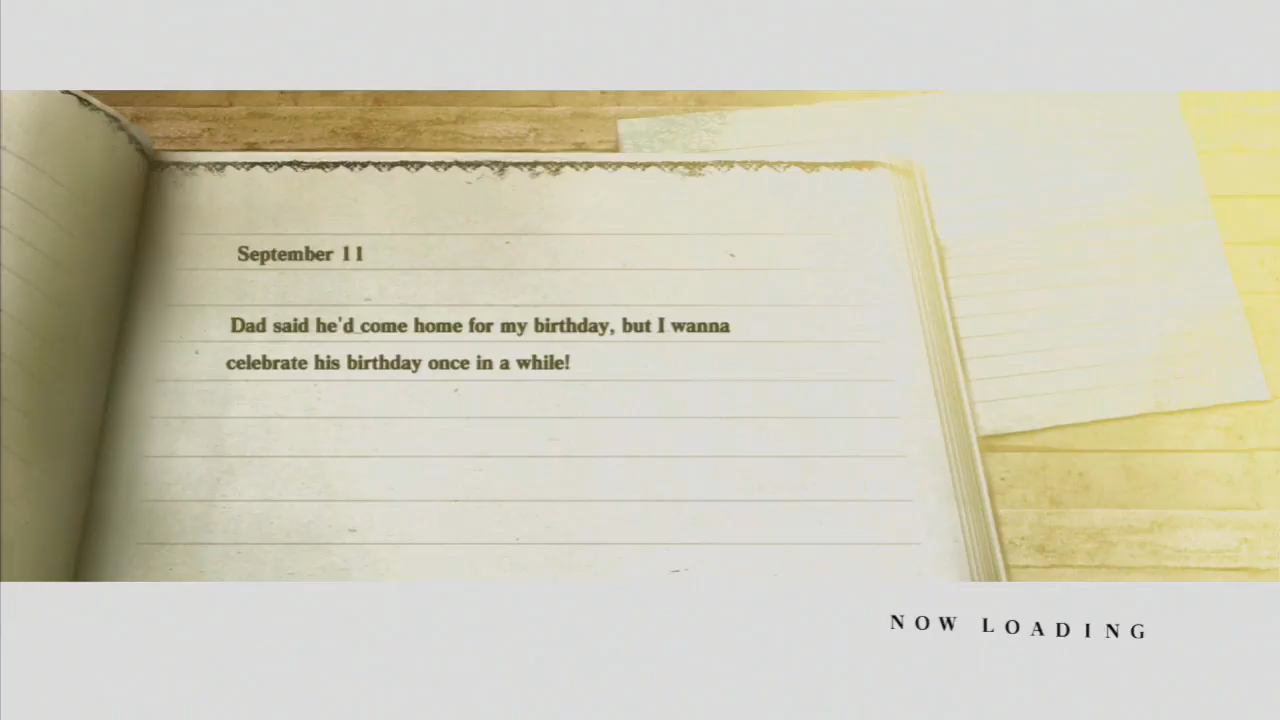 September 11
Dad said he'd come home for my birthday, but I wanna
celebrate his birthday once in a while!
NOW LOADING